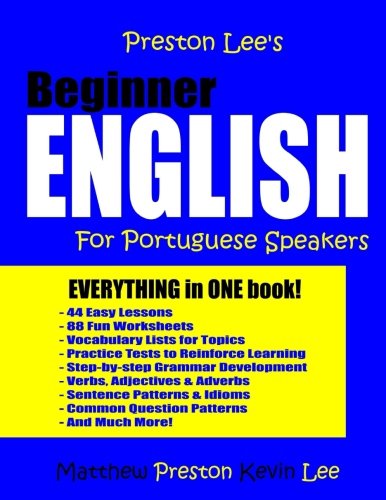 Preston Lee's
Beginner
ENGLISH
For Portuguese Speakers
EVERYTHING in ONE book!
- 44 Easy Lessons
- 88 Fun Worksheets
- Vocabulary Lists for Topics
- Practice Tests to Reinforce Learning
- Step-by-step Grammar Development
- Verbs, Adjectives & Adverbs
- Sentence Patterns & Idioms
- Common Question Patterns
- And Much More!
Matthew Preston Kevin Lee